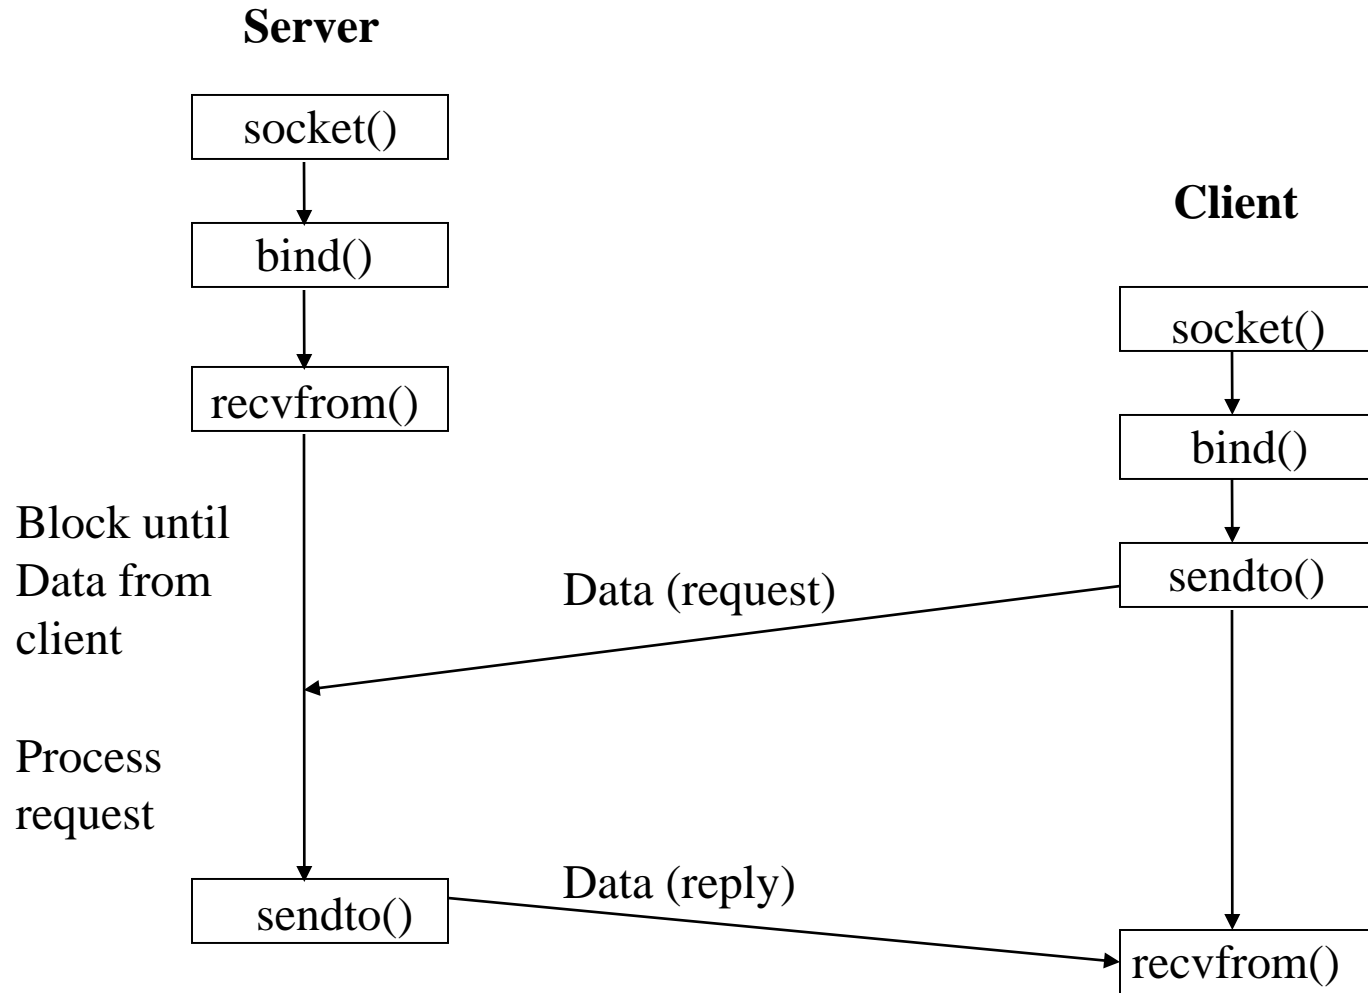 Server
socket()
bind()
recvfrom()
Block until
Data from
client
Process
request
sendto()
Data (request)
Data (reply)
Client
socket()
bind()
sendto()
recvfrom()